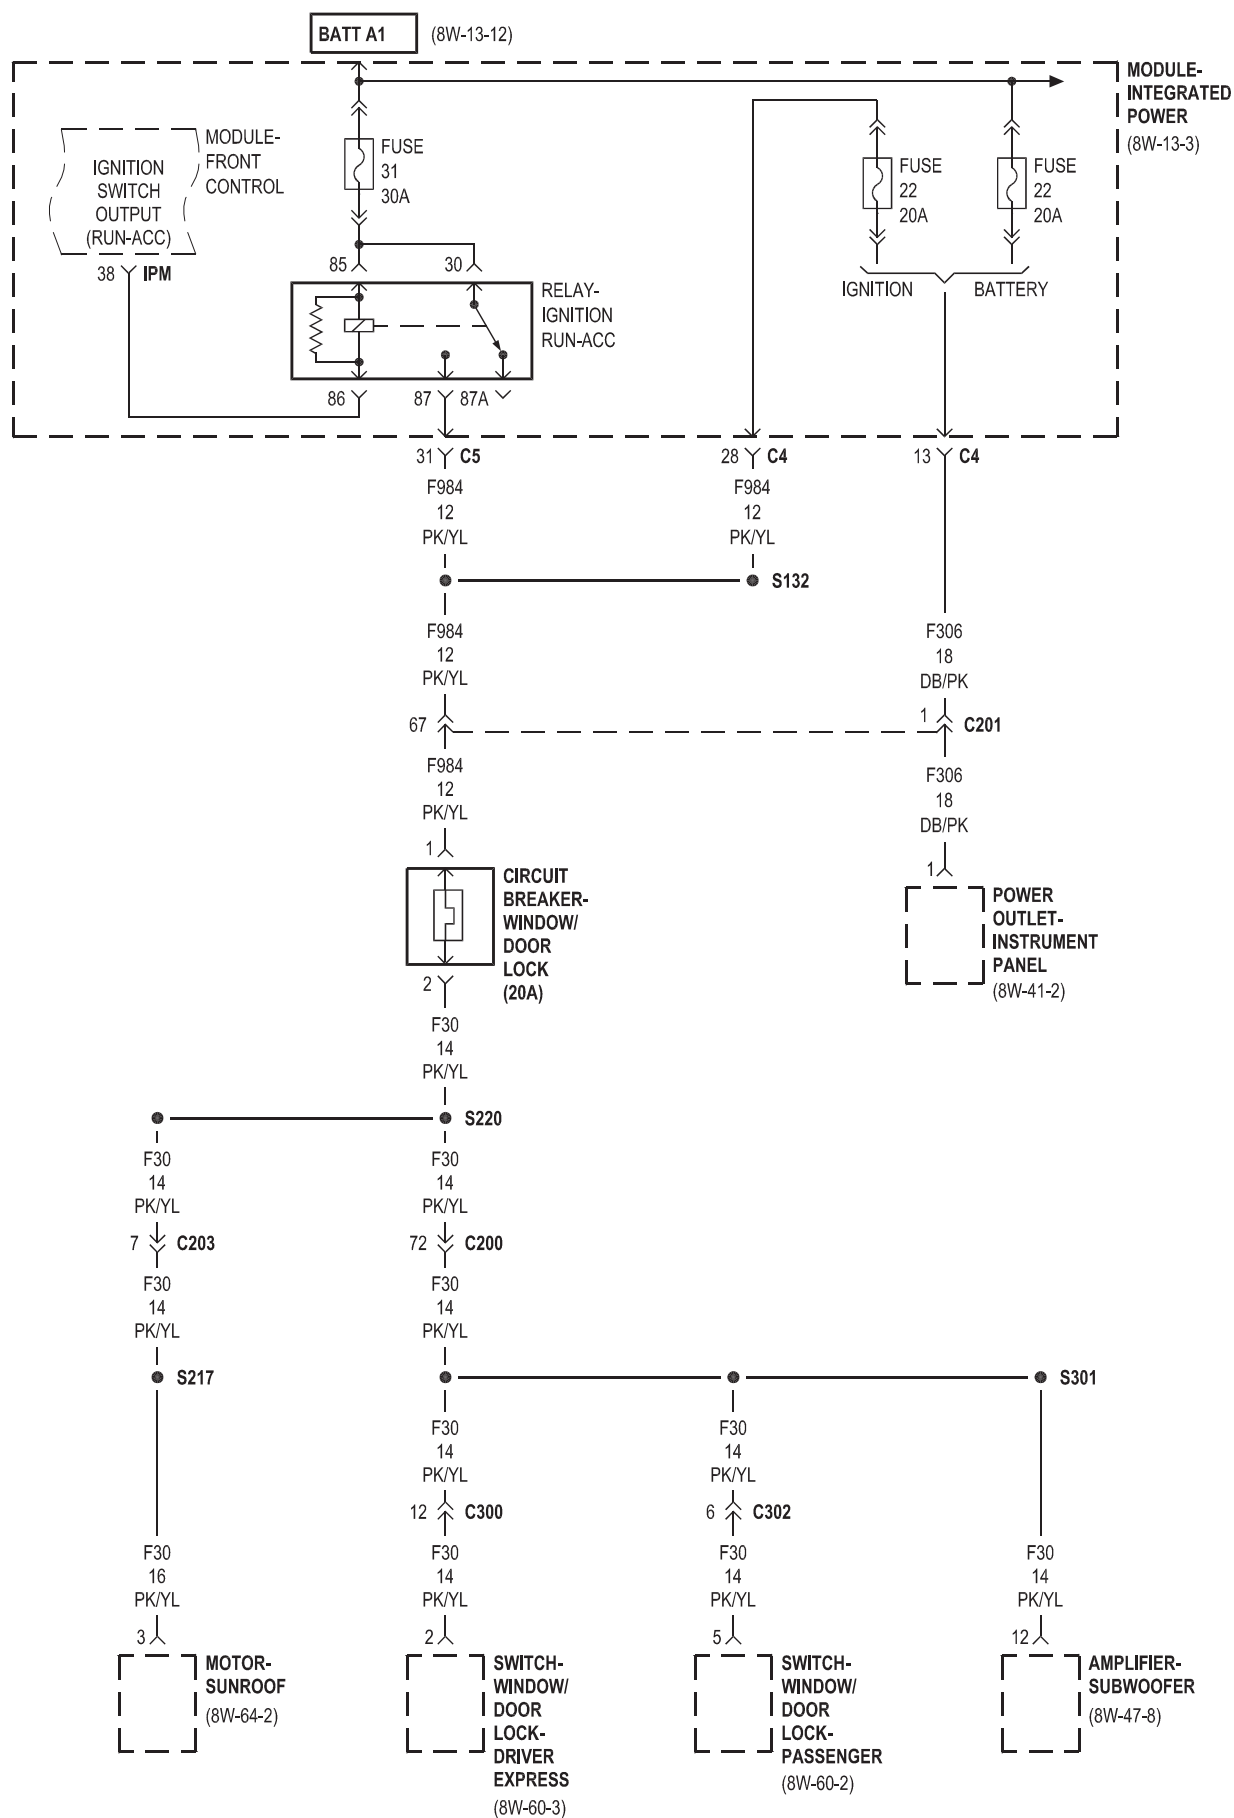 BATT A1 (8W-13-12)
MODULE-
INTEGRATED
POWER
(8W-13-3)
MODULE-
FRONT
CONTROL
IGNITION
SWITCH
OUTPUT
(RUN-ACC)
38 IPM
FUSE
31
30A
FUSE
22
20A
FUSE
22
20A
IGNITION BATTERY
85 30
RELAY-
IGNITION
RUN-ACC
86 87 87A
31 C5
28 C4
13 C4
F984
12
PK/YL
F984
12
PK/YL
S132
F984
12
PK/YL
F306
18
DB/PK
67
1 C201
F984
12
PK/YL
F306
18
DB/PK
1
CIRCUIT
BREAKER-
WINDOW/
DOOR
LOCK
(20A)
2
1
POWER
OUTLET-
INSTRUMENT
PANEL
(8W-41-2)
F30
14
PK/YL
S220
F30
14
PK/YL
F30
14
PK/YL
7 C203
72 C200
F30
14
PK/YL
F30
14
PK/YL
S217
S301
F30
14
PK/YL
F30
14
PK/YL
12 C300
6 C302
F30
16
PK/YL
F30
14
PK/YL
F30
14
PK/YL
F30
14
PK/YL
3
MOTOR-
SUNROOF
(8W-64-2)
2
SWITCH-
WINDOW/
DOOR
LOCK-
DRIVER
EXPRESS
(8W-60-3)
5
SWITCH-
WINDOW/
DOOR
LOCK-
PASSENGER
(8W-60-2)
12
AMPLIFIER-
SUBWOOFER
(8W-47-8)